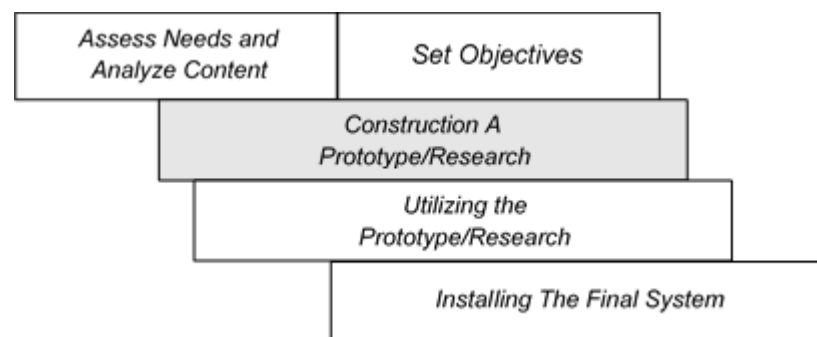 Assess Needs and
Analyze Content
Set Objectives
Construction A
Prototype/Research
Utilizing the
Prototype/Research
Installing The Final System